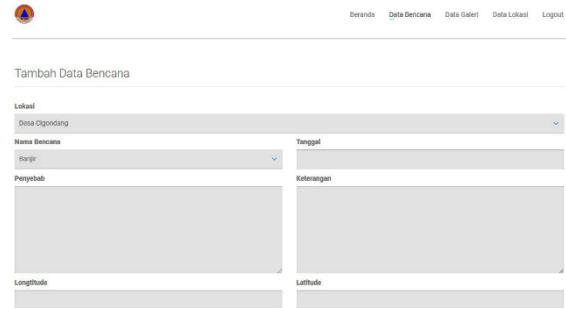 Beranda Data Bencana Data Galeri Data Lokasi Logout
Tambah Data Bencana
Lokasi
Desa Cigondang
Nama Bencana Tanggal
Banjir
Penyebab Keterangan
Longtitude Latitude